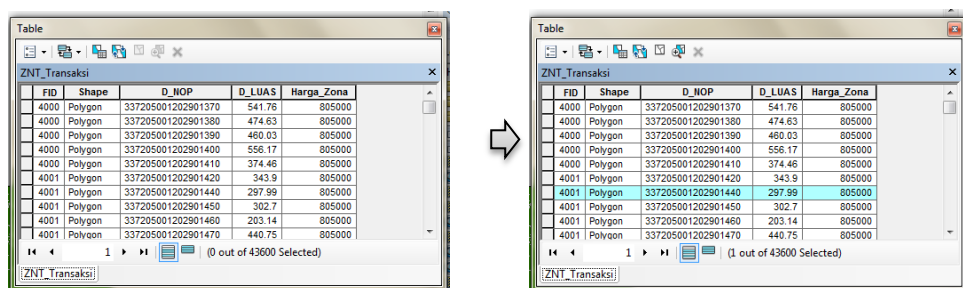 Table
ZNT_Transaksi
FID Shape D_NOP D_LUAS Harga_Zona
4000 Polygon 337205001202901370 541.76 805000
4000 Polygon 337205001202901380 474.63 805000
4000 Polygon 337205001202901390 460.03 805000
4000 Polygon 337205001202901400 556.17 805000
4000 Polygon 337205001202901410 374.46 805000
4001 Polygon 337205001202901420 343.9 805000
4001 Polygon 337205001202901440 297.99 805000
4001 Polygon 337205001202901450 302.7 805000
4001 Polygon 337205001202901460 203.14 805000
4001 Polygon 337205001202901470 440.75 805000
1 (0 out of 43600 Selected)
ZNT_Transaksi
Table
ZNT_Transaksi
FID Shape D_NOP D_LUAS Harga_Zona
4000 Polygon 337205001202901370 541.76 805000
4000 Polygon 337205001202901380 474.63 805000
4000 Polygon 337205001202901390 460.03 805000
4000 Polygon 337205001202901400 556.17 805000
4000 Polygon 337205001202901410 374.46 805000
4001 Polygon 337205001202901420 343.9 805000
4001 Polygon 337205001202901440 297.99 805000
4001 Polygon 337205001202901450 302.7 805000
4001 Polygon 337205001202901460 203.14 805000
4001 Polygon 337205001202901470 440.75 805000
1 (1 out of 43600 Selected)
ZNT_Transaksi